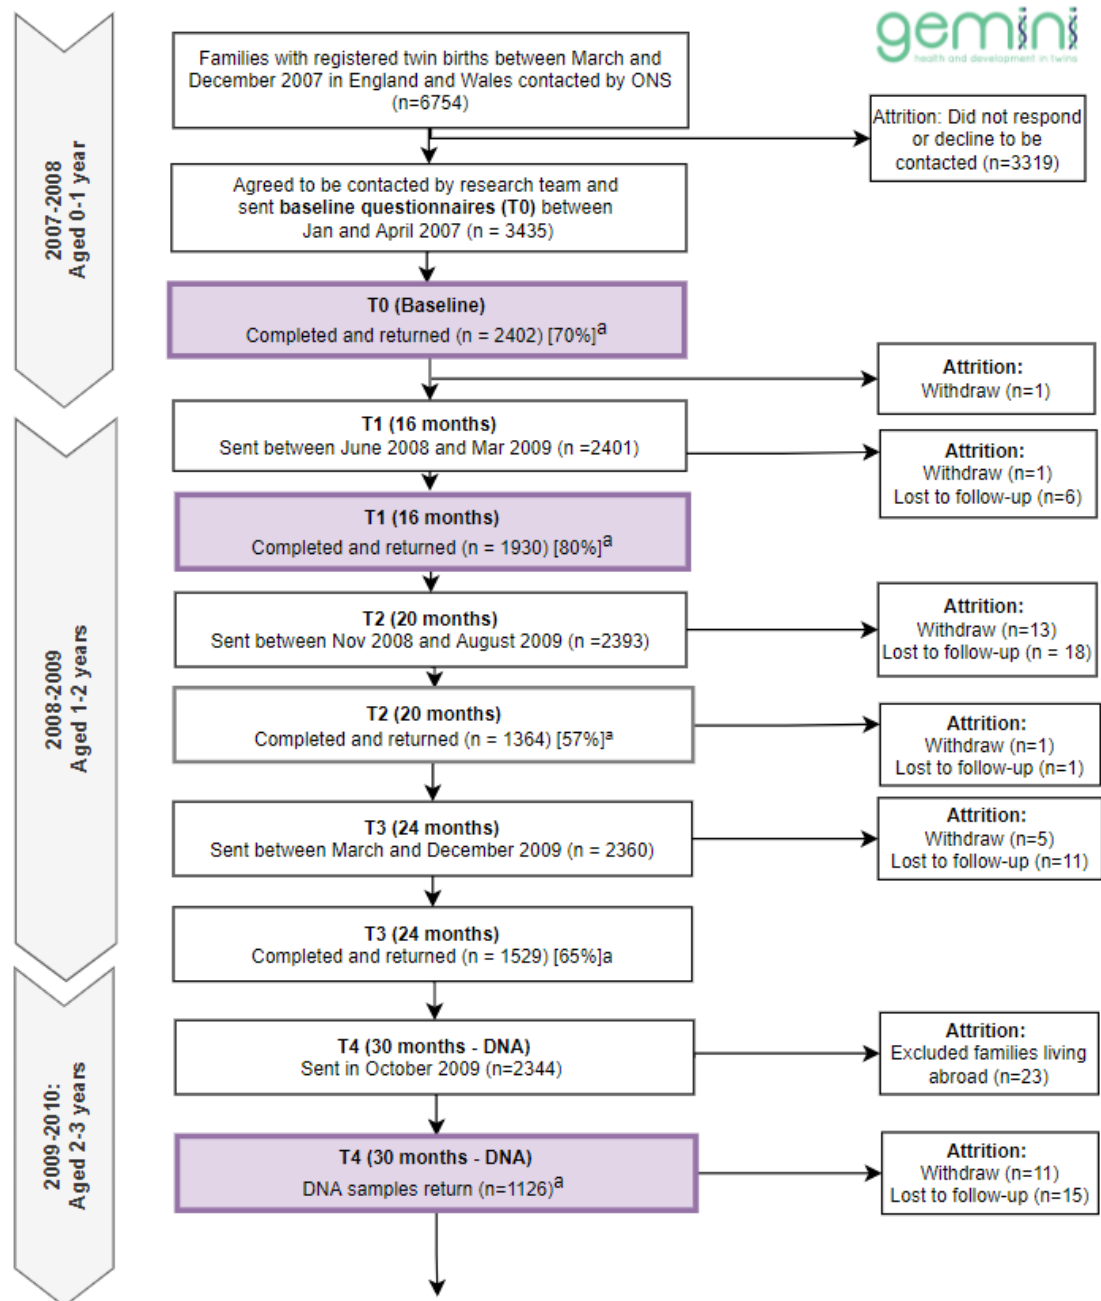 gemini
health and development in twins
2007-2008
Aged 0-1 year
Families with registered twin births between March and
December 2007 in England and Wales contacted by ONS
(n=6754)
Attrition: Did not respond
or decline to be
contacted (n=3319)
Agreed to be contacted by research team and
sent baseline questionnaires (T0) between
Jan and April 2007 (n = 3435)
T0 (Baseline)
Completed and returned (n = 2402) [70%]a
Attrition:
Withdraw (n=1)
2008-2009
Aged 1-2 years
T1 (16 months)
Sent between June 2008 and Mar 2009 (n =2401)
Attrition:
Withdraw (n=1)
Lost to follow-up (n=6)
T1 (16 months)
Completed and returned (n = 1930) [80%]a
T2 (20 months)
Sent between Nov 2008 and August 2009 (n =2393)
Attrition:
Withdraw (n=13)
Lost to follow-up (n = 18)
T2 (20 months)
Completed and returned (n = 1364) [57%]a
Attrition:
Withdraw (n=1)
Lost to follow-up (n=1)
T3 (24 months)
Sent between March and December 2009 (n = 2360)
Attrition:
Withdraw (n=5)
Lost to follow-up (n=11)
T3 (24 months)
Completed and returned (n = 1529) [65%]a
2009-2010:
Aged 2-3 years
T4 (30 months - DNA)
Sent in October 2009 (n=2344)
Attrition:
Excluded families living
abroad (n=23)
T4 (30 months - DNA)
DNA samples return (n=1126)a
Attrition:
Withdraw (n=11)
Lost to follow-up (n=15)